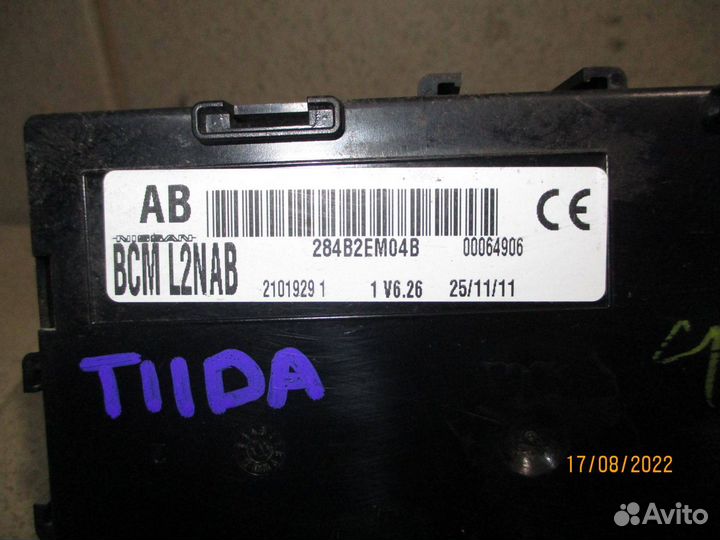 AB
CE
NISSAN
284B2EM04B 00064906
BCM L2NAB
2101929 1 1 V6.26 25/11/11
TIIDA
17/08/2022
Avito